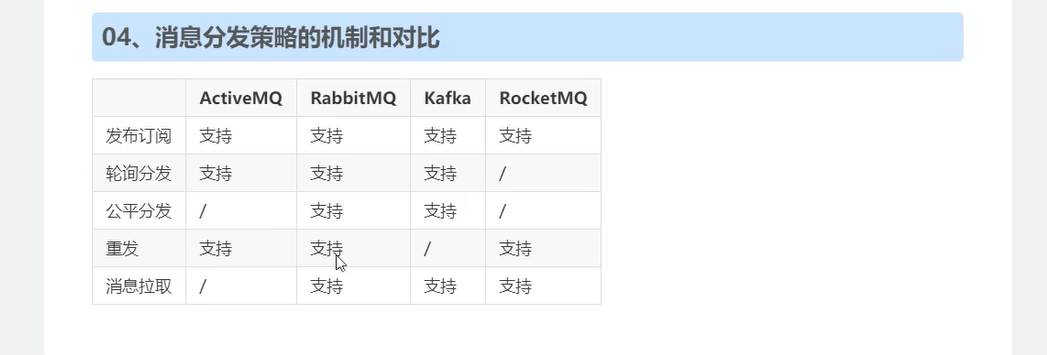 04、消息分发策略的机制和对比
ActiveMQ RabbitMQ Kafka RocketMQ
发布订阅 支持 支持 支持 支持
轮询分发 支持 支持 支持 /
公平分发 / 支持 支持 /
重发 支持 支持 / 支持
消息拉取 / 支持 支持 支持